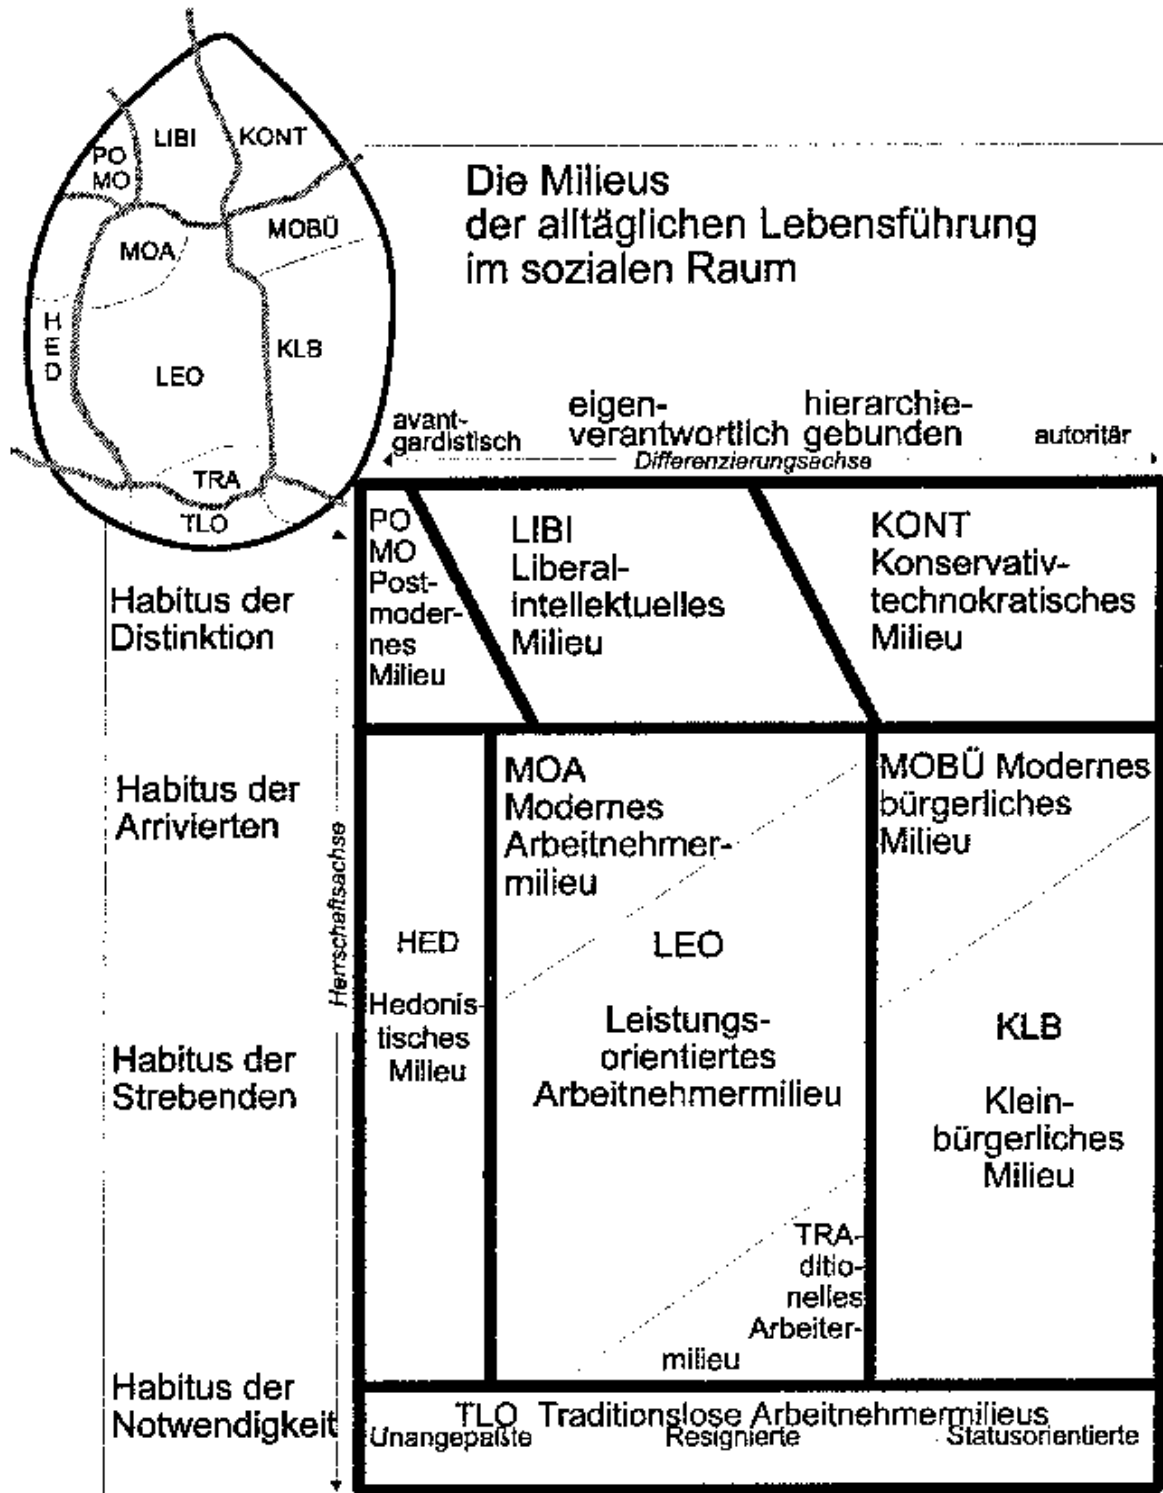 LIBI
KONT
PO
MO
MOA
MOBÜ
H
E
D
LEO
KLB
TRA
TLO
Die Milieus
der alltäglichen Lebensführung
im sozialen Raum
avant-
gardistisch
eigen-
verantwortlich
hierarchie-
gebunden
autoritär
Differenzierungsachse
Habitus der
Distinktion
Habitus der
Arrivierten
Habitus der
Strebenden
Habitus der
Notwendigkeit
Herrschaftsachse
PO
MO
Post-
moder-
nes
Milieu
LIBI
Liberal-
intellektuelles
Milieu
KONT
Konservativ-
technokratisches
Milieu
HED
Hedonis-
tisches
Milieu
MOA
Modernes
Arbeitnehmer-
milieu
LEO
Leistungs-
orientiertes
Arbeitnehmermilieu
TRA-
ditio-
nelles
Arbeiter-
milieu
MOBÜ Modernes
bürgerliches
Milieu
KLB
Klein-
bürgerliches
Milieu
TLO Traditionslose Arbeitnehmermilieus
Unangepaßte
Resignierte
Statusorientierte